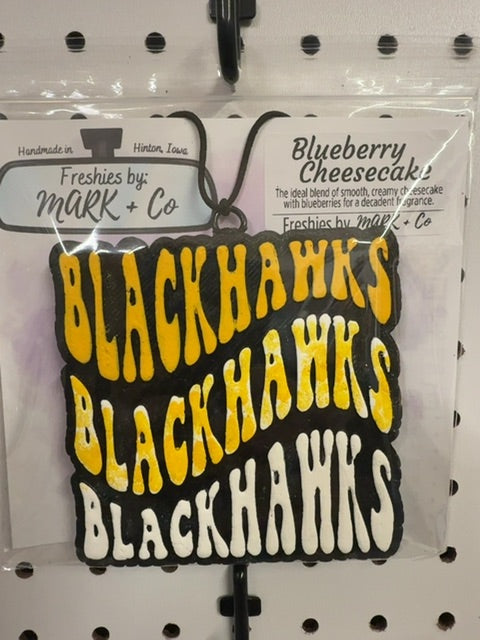 Handmade in Hinton, Iowa
Freshies by:
MARK + Co
Blueberry
Cheesecake
The ideal blend of smooth, creamy cheesecake
with blueberries for a decadent fragrance.
Freshies by MARK + Co
BLACKHAWKS
BLACKHAWKS
BLACKHAWKS